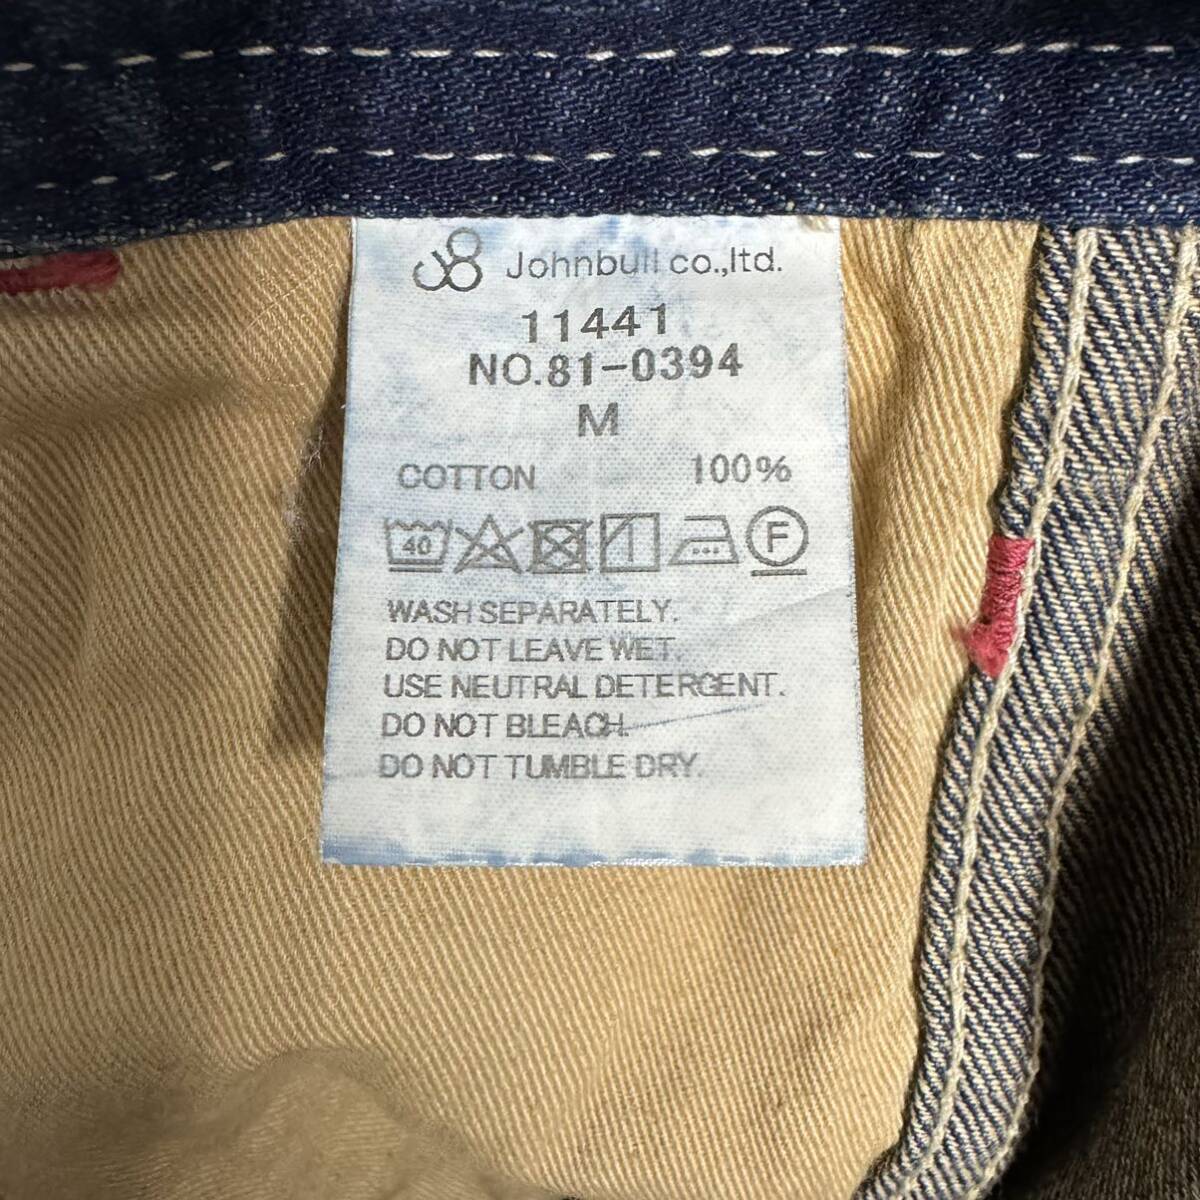 Johnbull co.,ltd.
11441
NO.81-0394
M
COTTON 100%
40 F
WASH SEPARATELY.
DO NOT LEAVE WET.
USE NEUTRAL DETERGENT.
DO NOT BLEACH.
DO NOT TUMBLE DRY.